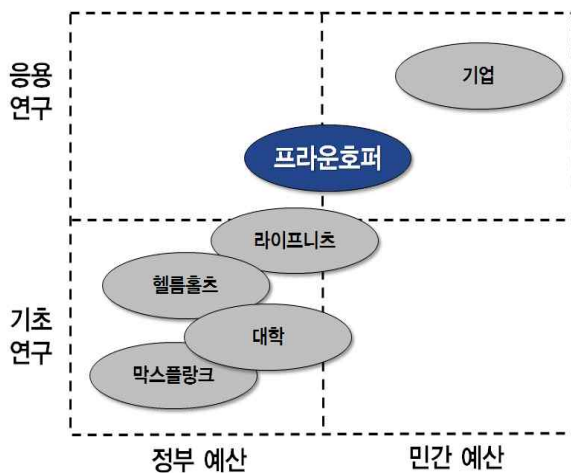 응용
연구
기업
프라운호퍼
라이프니츠
헬름홀츠
기초
연구
대학
막스플랑크
정부 예산
민간 예산